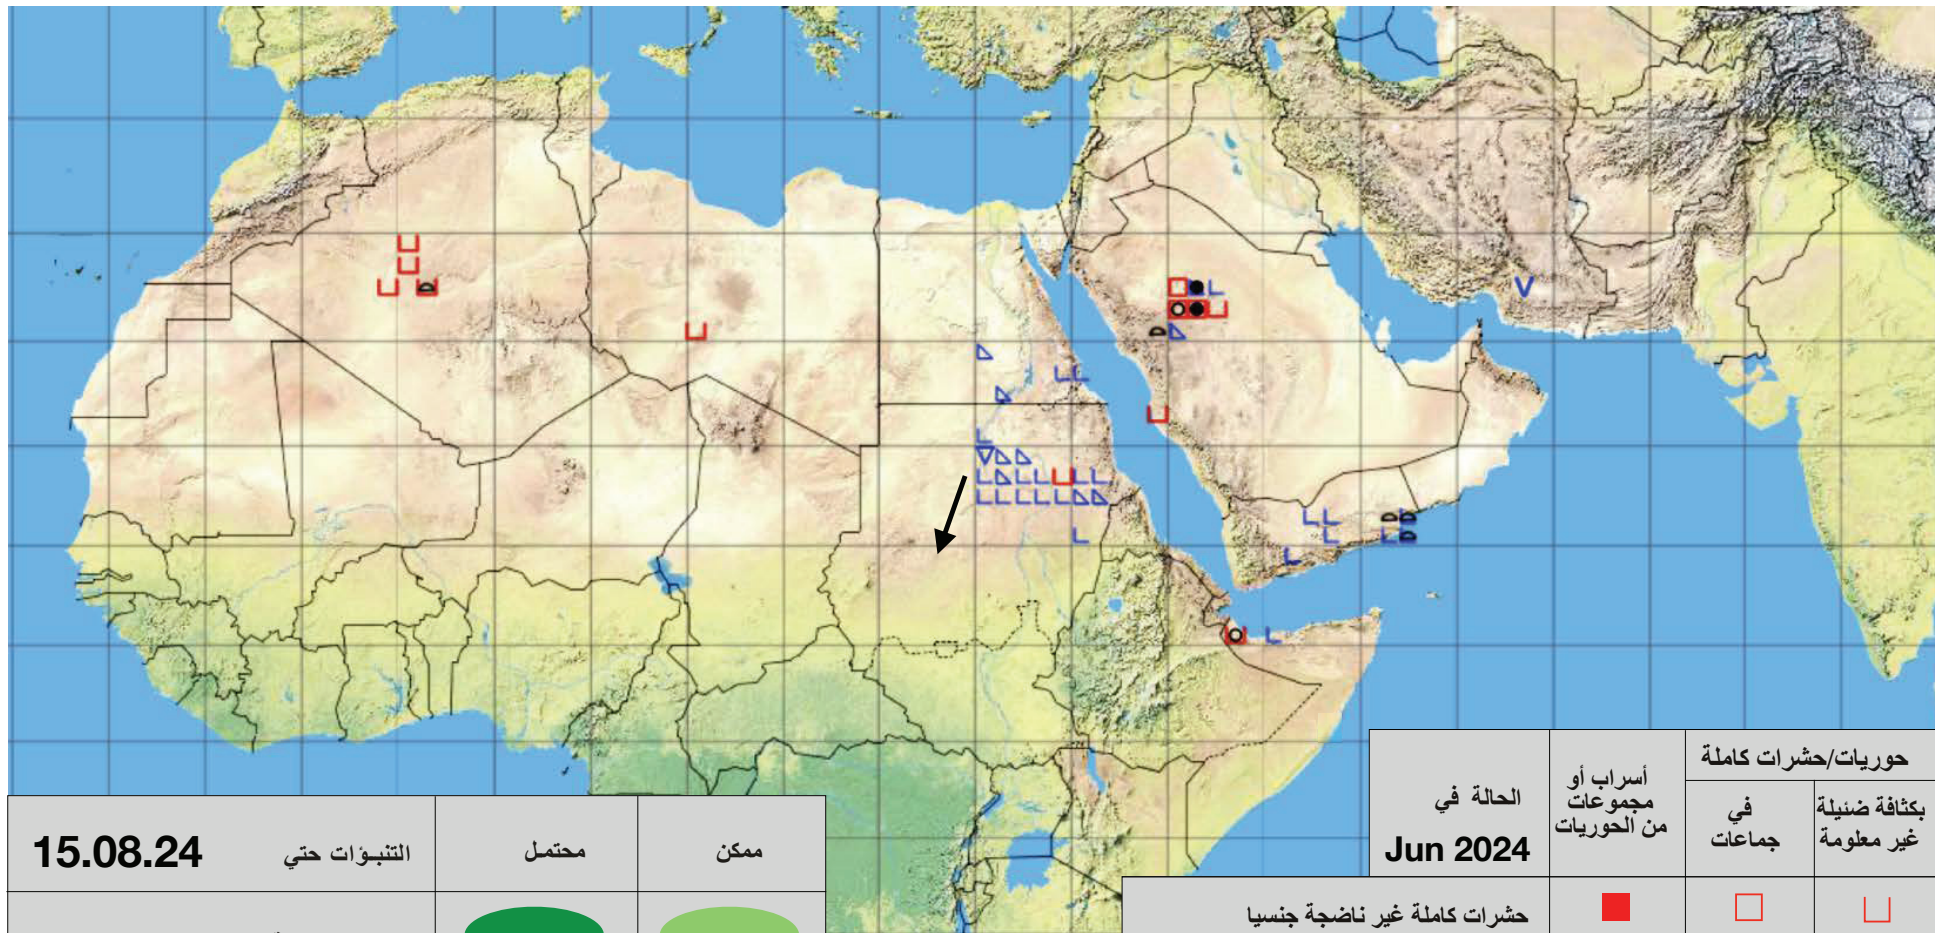 حوريات/حشرات كاملة
بكثافة ضئيلة
غير معلومة
في
جماعات
أسراب أو
مجموعات
من الحوريات
الحالة في
Jun 2024
حشرات كاملة غير ناضجة جنسيا
ممكن
محتمل
التنبـؤات حتي
15.08.24